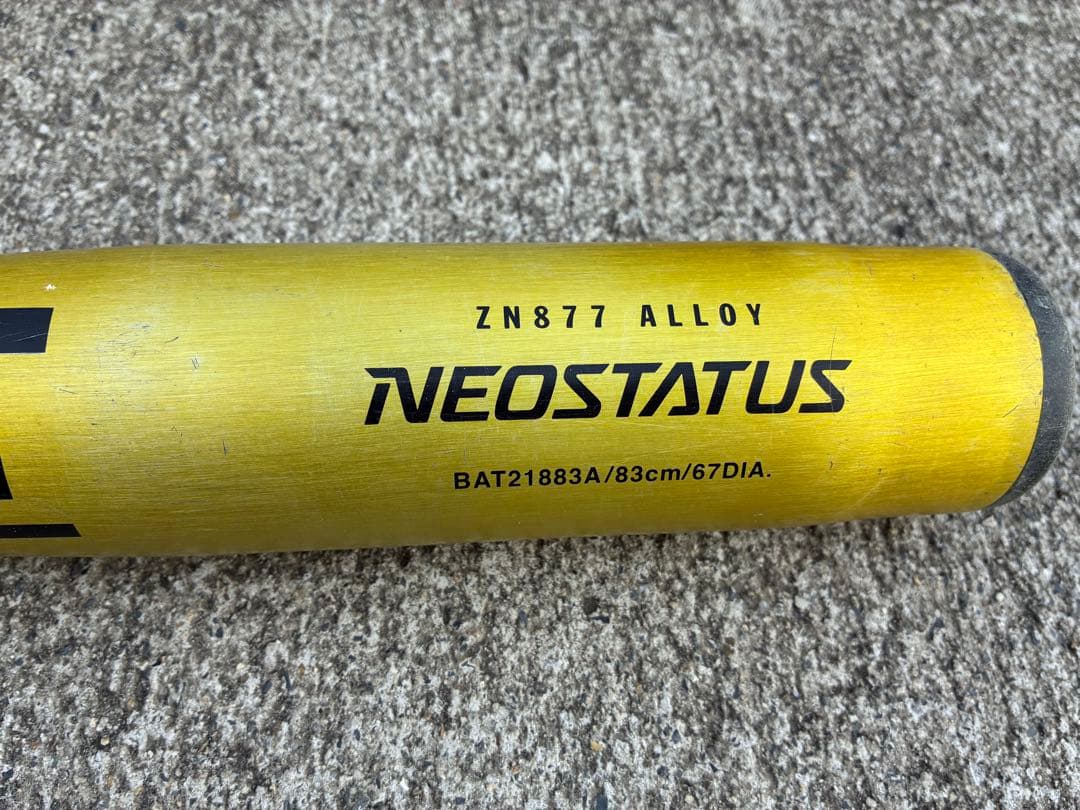 ZN877 ALLOY
NEOSTATUS
BAT21883A/83cm/67DIA.